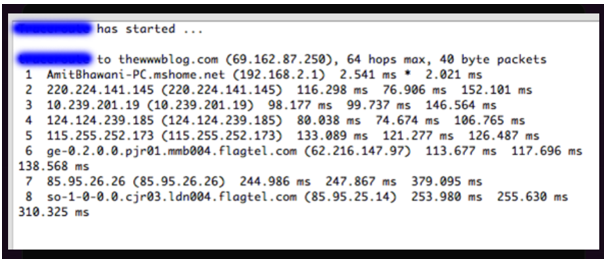 has started ...
to thewwwblog.com (69.162.87.250), 64 hops max, 40 byte packets
1 AmitBhawani-PC.mshome.net (192.168.2.1) 2.541 ms * 2.021 ms
2 220.224.141.145 (220.224.141.145) 116.298 ms 76.906 ms 152.101 ms
3 10.239.201.19 (10.239.201.19) 98.177 ms 99.737 ms 146.564 ms
4 124.124.239.185 (124.124.239.185) 80.038 ms 74.674 ms 106.765 ms
5 115.255.252.173 (115.255.252.173) 133.089 ms 121.277 ms 126.487 ms
6 ge-0.2.0.0.pjr01.mmb004.flagtel.com (62.216.147.97) 113.677 ms 117.696 ms
138.568 ms
7 85.95.26.26 (85.95.26.26) 244.986 ms 247.867 ms 379.095 ms
8 so-1-0-0.0.cjr03.ldn004.flagtel.com (85.95.25.14) 253.980 ms 255.630 ms
310.325 ms